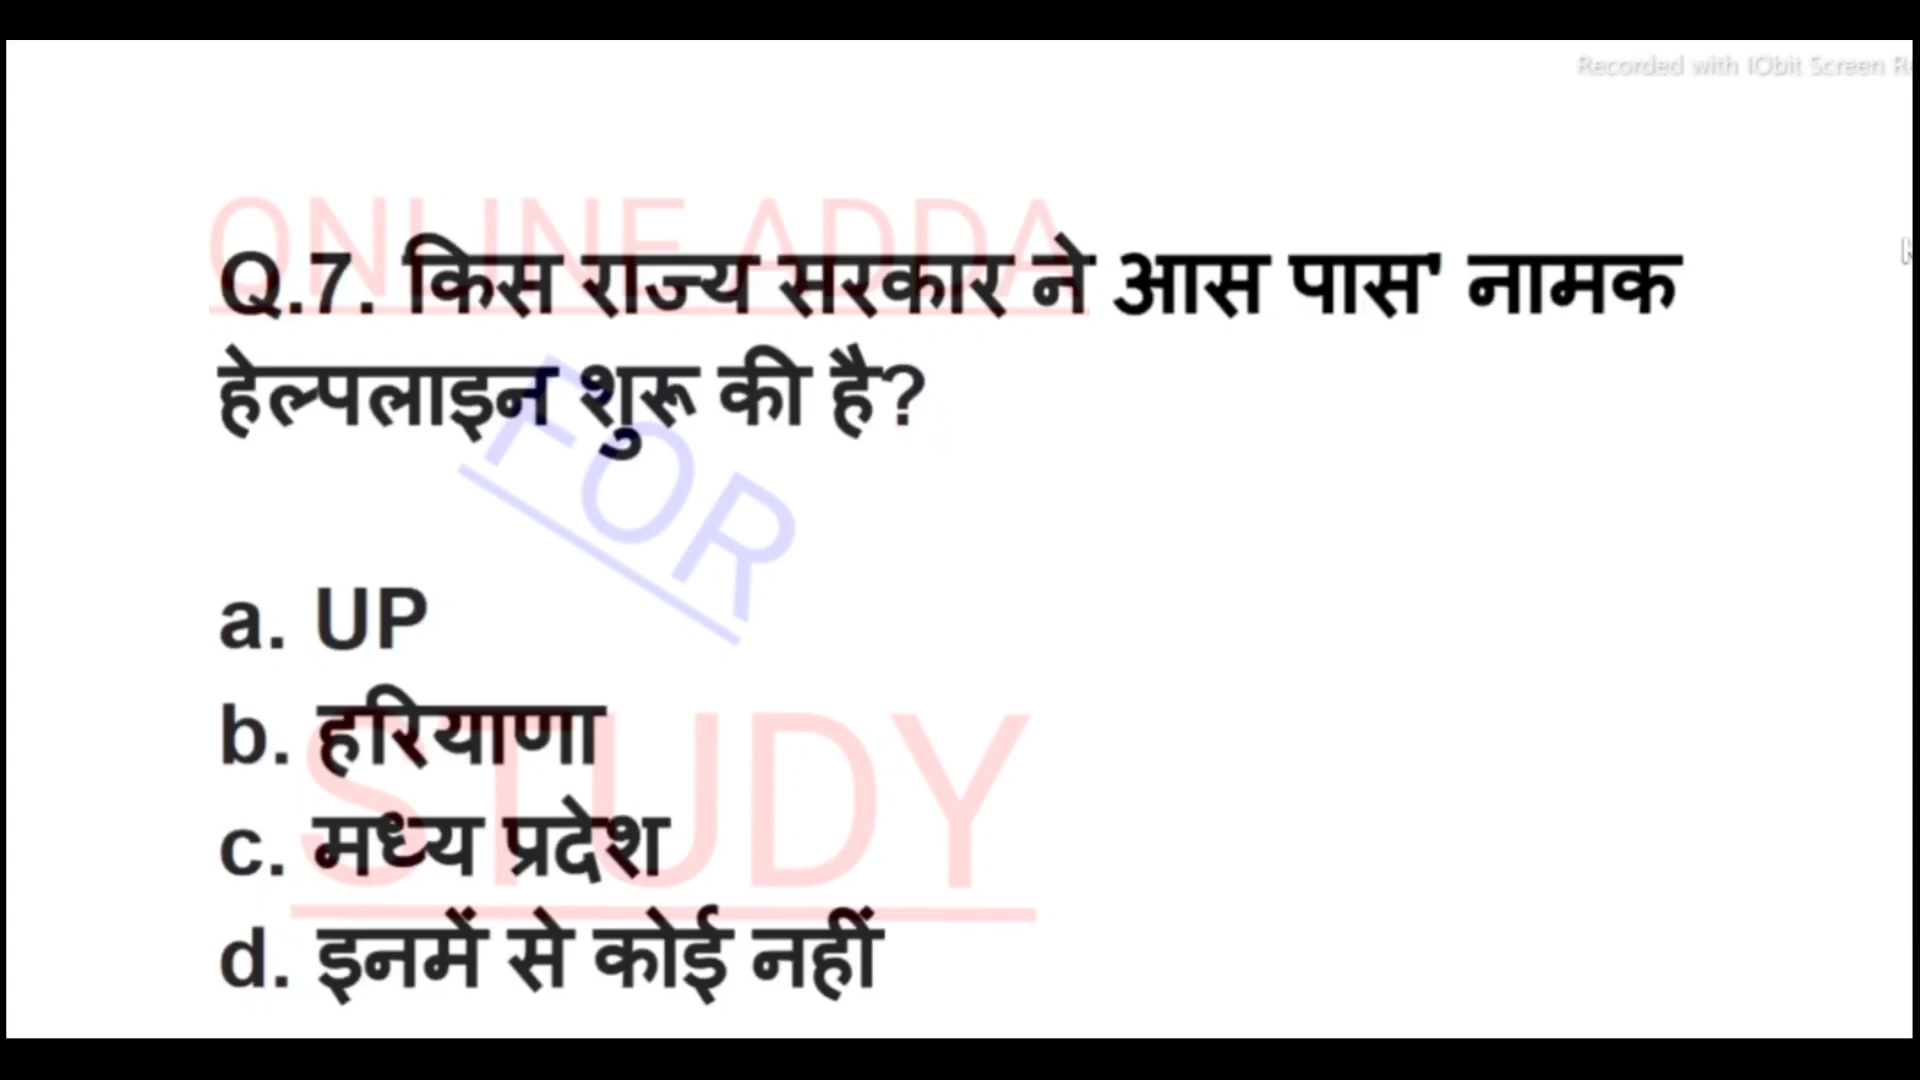 Recorded with IObit Screen R
ONLINE ADDA
Q.7. किस राज्य सरकार ने आस पास' नामक
हेल्पलाइन शुरू की है?
FOR
a. UP
b. हरियाणा
STUDY
c. मध्य प्रदेश
d. इनमें से कोई नहीं